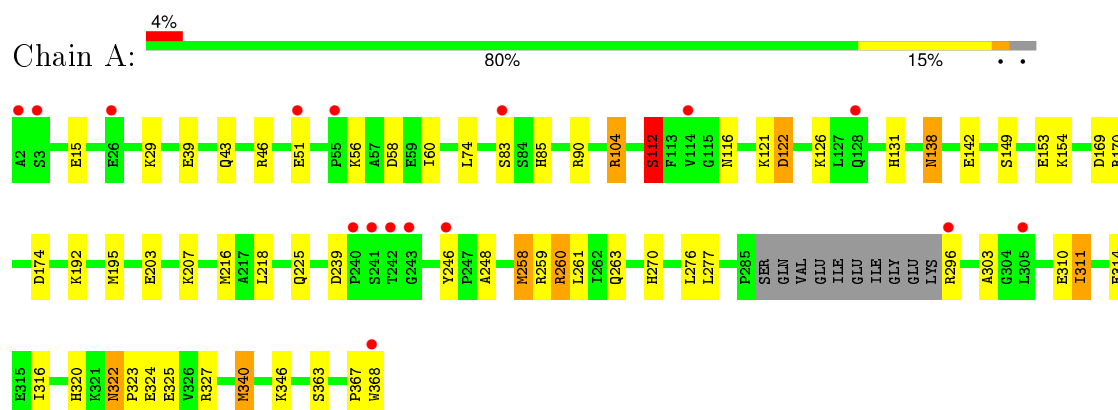 4%
Chain A:
80% 15% • •
A2 S3 E15 E26 K29 E39 Q43 R46 E51 P55 K56 A57 D58 E59 I60 L74 S83 S84 H85 R90 R104 S112 F113 V114 G115 N116 K121 D122 K126 L127 Q128 H131 N138 E142 S149 E153 K154 D169 R170
D174 K192 M195 E203 K207 M216 A217 L218 Q225 D239 P240 S241 T242 G243 Y246 P247 A248 M258 R259 R260 L261 I262 Q263 H270 L276 L277 P285 SER GLN VAL GLU ILE GLU GLU ILE GLY GLU LYS R296 A303 G304 L305 E310 I311
E315 I316 H320 K321 N322 P323 E324 E325 V326 R327 M340 K346 S363 P367 W368